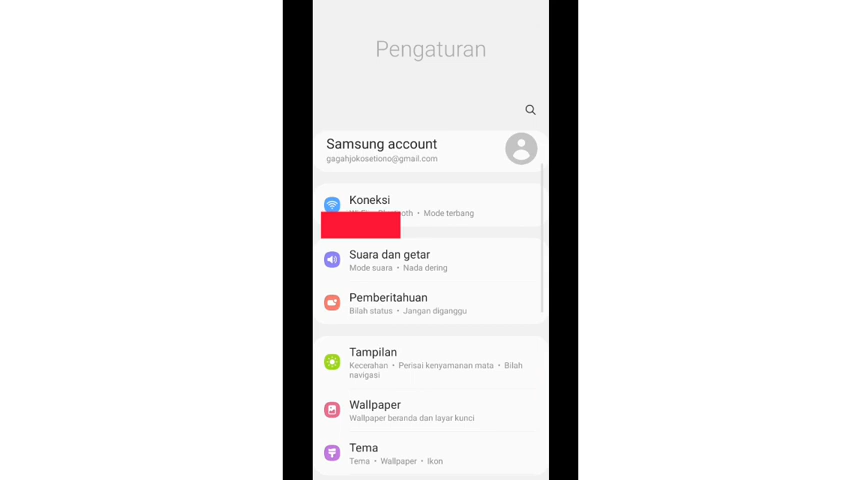 Pengaturan
Samsung account
gagahjokosetiono@gmail.com
Koneksi
• Mode terbang
Suara dan getar
Mode suara • Nada dering
Pemberitahuan
Bilah status • Jangan diganggu
Tampilan
Kecerahan • Perisai kenyamanan mata • Bilah
navigasi
Wallpaper
Wallpaper beranda dan layar kunci
Tema
Tema • Wallpaper • Ikon